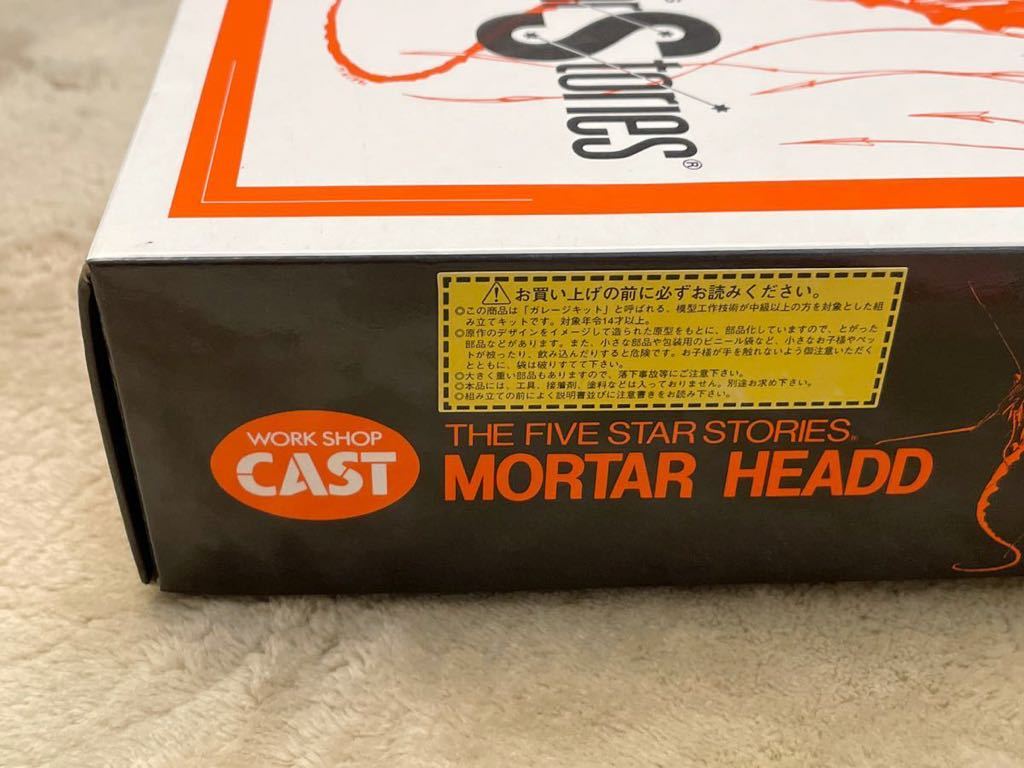 Stories®
⚠お買い上げの前に必ずお読みください。
◎この商品は「ガレージキット」と呼ばれる、模型工作技術が中級以上の方を対象とした組
み立てキットです。対象年令14才以上。
◎原作のデザインをイメージして造られた原型をもとに、部品化していますので、とがった
部品などがあります。また、小さな部品や包装用のビニール袋など、小さなお子様やペッ
トが被ったり、飲み込んだりすると危険です。お子様が手を触れないよう御注意いただく
とともに、袋は破りすてて下さい。
◎大きく重い部品もありますので、落下事故等にご注意下さい。
◎本品には、工具、接着剤、塗料などは入っておりません。別途お求め下さい。
◎組み立ての前によく説明書並びに注意書きをお読み下さい。
WORK SHOP
CAST
THE FIVE STAR STORIES
MORTAR HEADD